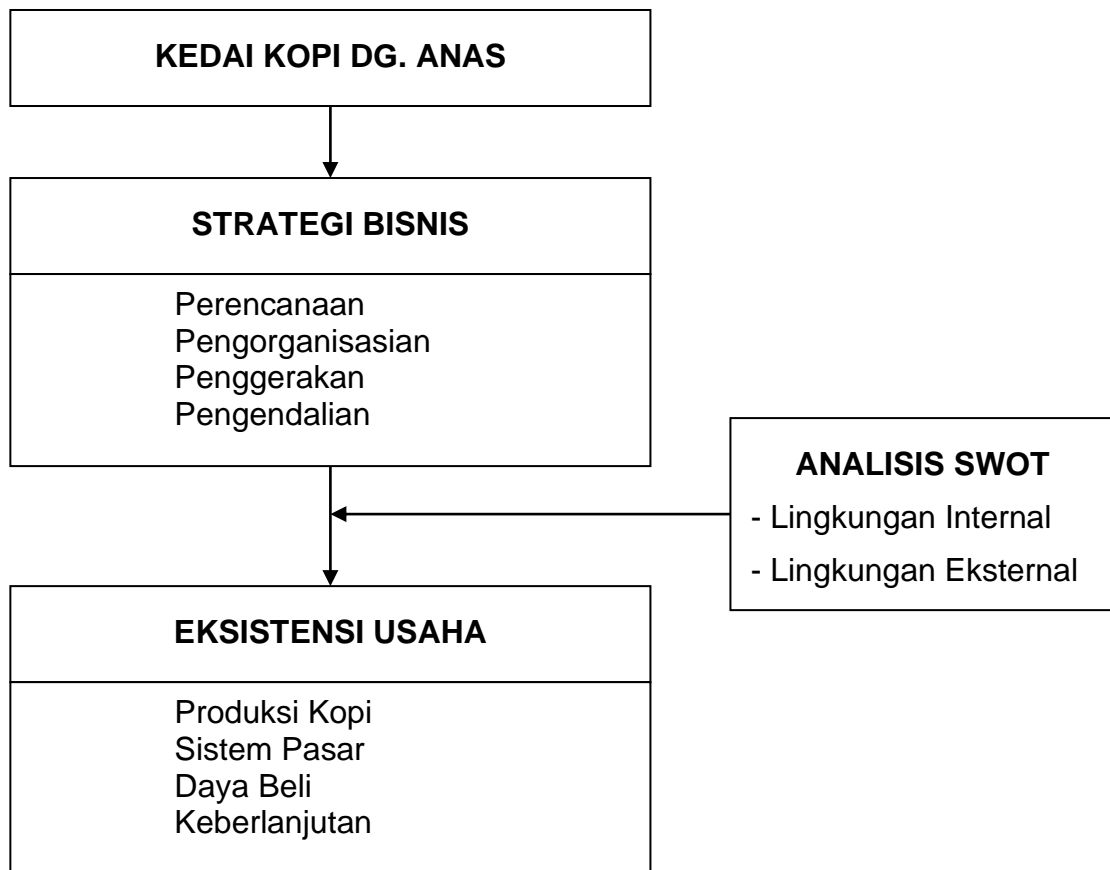 KEDAI KOPI DG. ANAS
STRATEGI BISNIS
Perencanaan
Pengorganisasian
Penggerakan
Pengendalian
ANALISIS SWOT
- Lingkungan Internal
- Lingkungan Eksternal
EKSISTENSI USAHA
Produksi Kopi
Sistem Pasar
Daya Beli
Keberlanjutan